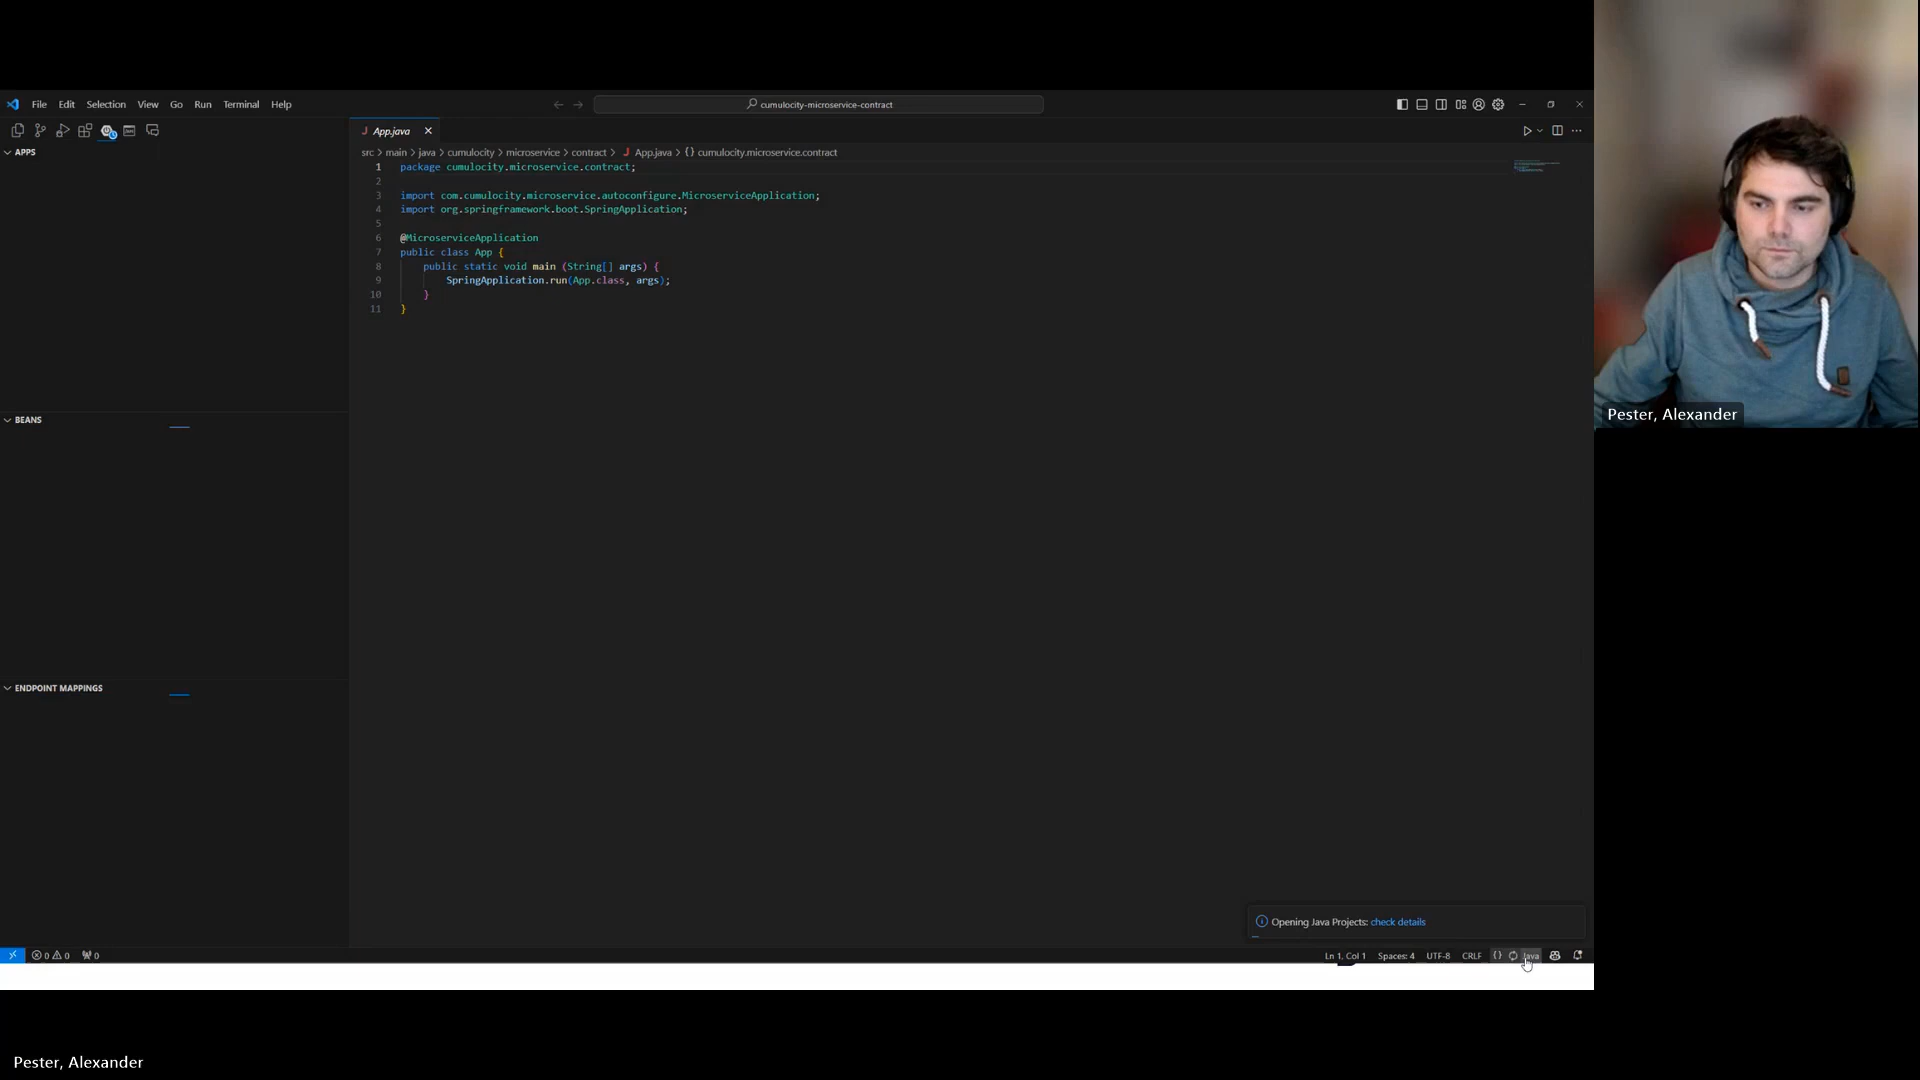 File Edit Selection View Go Run Terminal Help
cumulocity-microservice-contract
APPS
BEANS
ENDPOINT MAPPINGS
App.java
src > main > java > cumulocity > microservice > contract > J App.java > {} cumulocity.microservice.contract
1 package cumulocity.microservice.contract;
2
3 import com.cumulocity.microservice.autoconfigure.MicroserviceApplication;
4 import org.springframework.boot.SpringApplication;
5
6 @MicroserviceApplication
7 public class App {
8 public static void main (String[] args) {
9 SpringApplication.run(App.class, args);
10 }
11 }
Opening Java Projects: check details
0 0 0
Ln 1, Col 1 Spaces: 4 UTF-8 CRLF {} Java
Pester, Alexander
Pester, Alexander